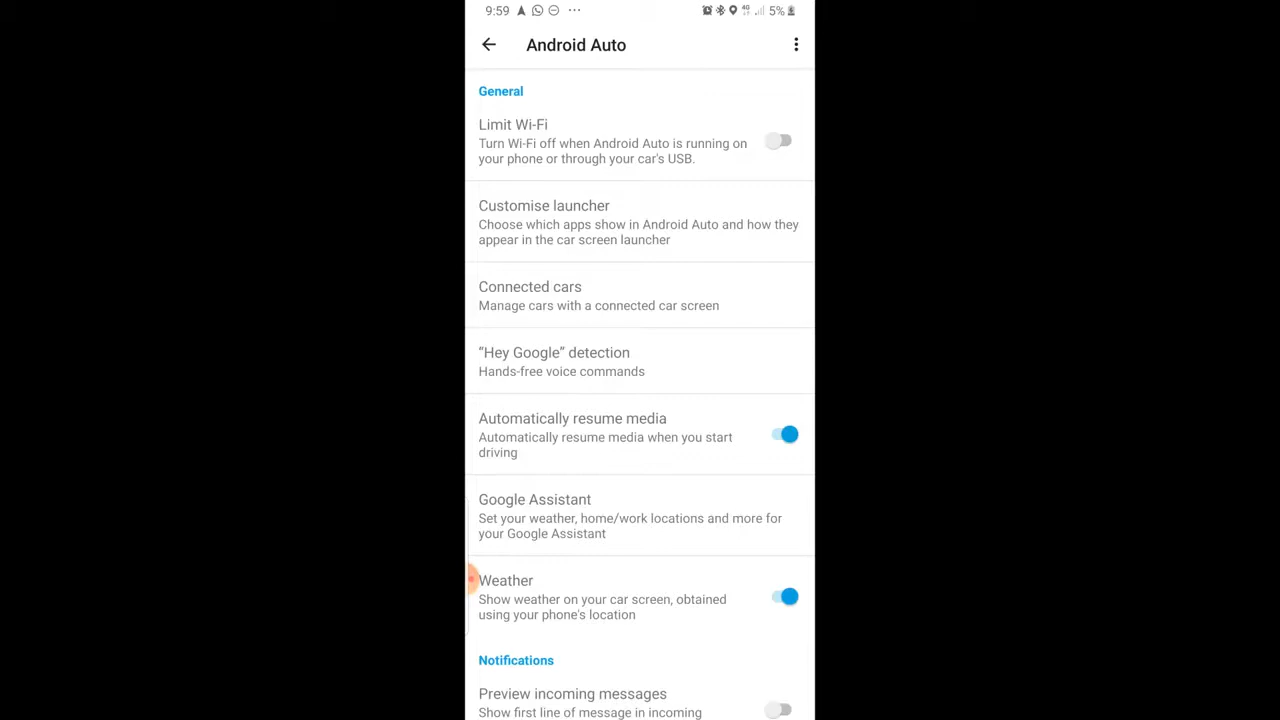 9:59
4G
5%
Android Auto
General
Limit Wi-Fi
Turn Wi-Fi off when Android Auto is running on
your phone or through your car's USB.
Customise launcher
Choose which apps show in Android Auto and how they
appear in the car screen launcher
Connected cars
Manage cars with a connected car screen
“Hey Google” detection
Hands-free voice commands
Automatically resume media
Automatically resume media when you start
driving
Google Assistant
Set your weather, home/work locations and more for
your Google Assistant
Weather
Show weather on your car screen, obtained
using your phone's location
Notifications
Preview incoming messages
Show first line of message in incoming